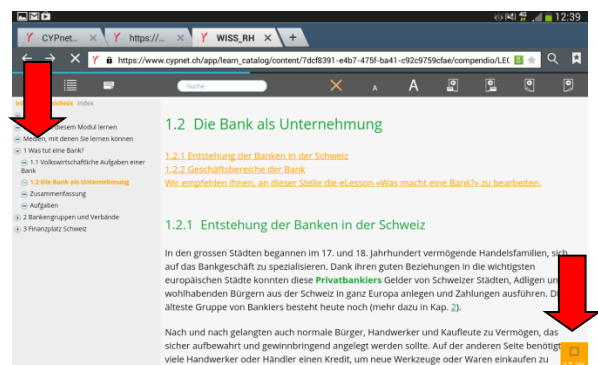 12:39
CYPnet... × https://... × WISS_RH × +
https://www.cypnet.ch/app/learn_catalog/content/7dcf8391-e4b7-475f-ba41-c92c9759cfae/compendio/LE(
-Suche- A A
Index
diesem Modul lernen
Medien, mit denen Sie lernen können
1 Was tut eine Bank?
1.1 Volkswirtschaftliche Aufgaben einer
Bank
1.2 Die Bank als Unternehmung
Zusammenfassung
Aufgaben
2 Bankengruppen und Verbände
3 Finanzplatz Schweiz
1.2 Die Bank als Unternehmung
1.2.1 Entstehung der Banken in der Schweiz
1.2.2 Geschäftsbereiche der Bank
Wir empfehlen Ihnen, an dieser Stelle die eLesson «Was macht eine Bank?» zu bearbeiten.
1.2.1 Entstehung der Banken in der Schweiz
In den grossen Städten begannen im 17. und 18. Jahrhundert vermögende Handelsfamilien, sich
auf das Bankgeschäft zu spezialisieren. Dank ihren guten Beziehungen in die wichtigsten
europäischen Städte konnten diese Privatbankiers Gelder von Schweizer Städten, Adligen und
wohlhabenden Bürgern aus der Schweiz in ganz Europa anlegen und Zahlungen ausführen.
älteste Gruppe von Bankiers besteht heute noch (mehr dazu in Kap. 2).
Nach und nach gelangten auch normale Bürger, Handwerker und Kaufleute zu Vermögen, das
sicher aufbewahrt und gewinnbringend angelegt werden sollte. Auf der anderen Seite benötigt
viele Handwerker oder Händler einen Kredit, um neue Werkzeuge oder Waren einkaufen zu